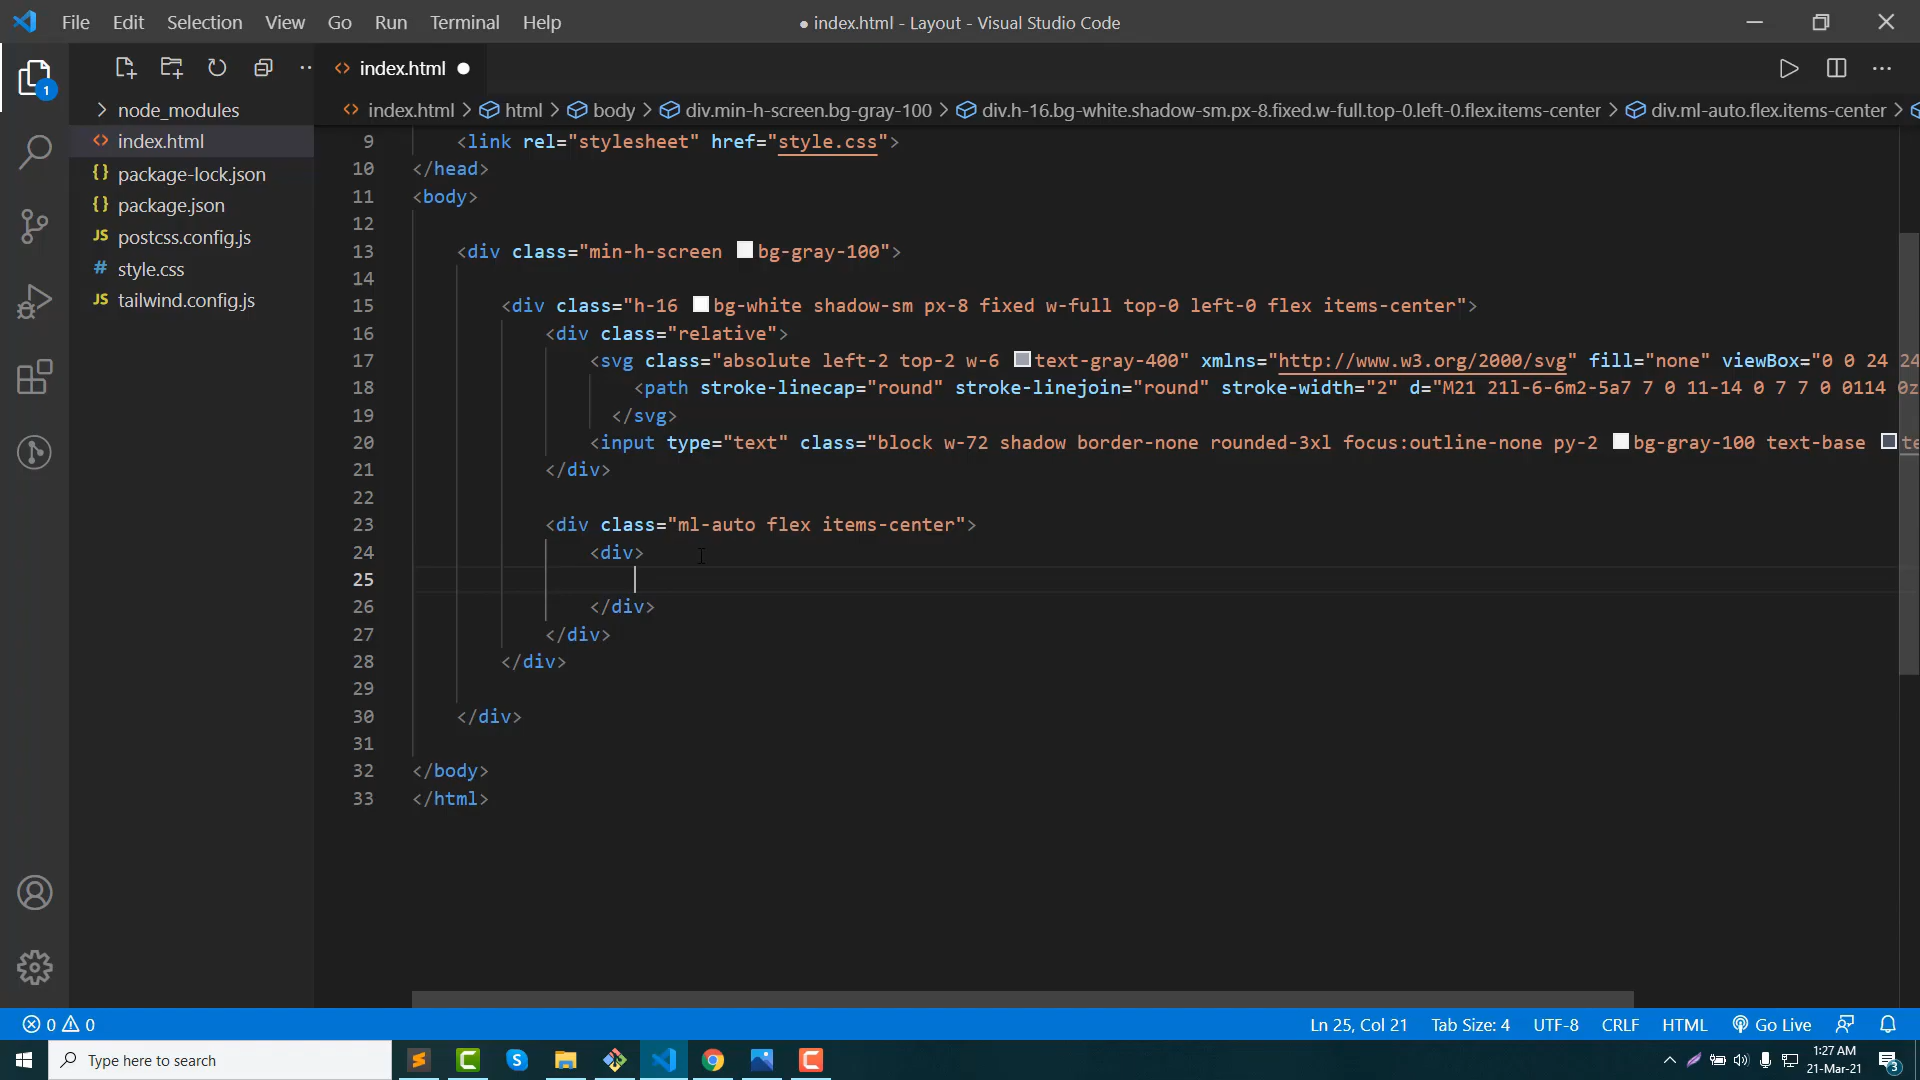 File Edit Selection View Go Run Terminal Help ● index.html - Layout - Visual Studio Code
index.html ●
index.html > html > body > div.min-h-screen.bg-gray-100 > div.h-16.bg-white.shadow-sm.px-8.fixed.w-full.top-0.left-0.flex.items-center > div.ml-auto.flex.items-center >
1
node_modules
index.html
package-lock.json
package.json
postcss.config.js
style.css
tailwind.config.js
9 <link rel="stylesheet" href="style.css">
10 </head>
11 <body>
12
13 <div class="min-h-screen bg-gray-100">
14
15 <div class="h-16 bg-white shadow-sm px-8 fixed w-full top-0 left-0 flex items-center">
16 <div class="relative">
17 <svg class="absolute left-2 top-2 w-6 text-gray-400" xmlns="http://www.w3.org/2000/svg" fill="none" viewBox="0 0 24 24
18 <path stroke-linecap="round" stroke-linejoin="round" stroke-width="2" d="M21 21l-6-6m2-5a7 7 0 11-14 0 7 7 0 0114 0z
19 </svg>
20 <input type="text" class="block w-72 shadow border-none rounded-3xl focus:outline-none py-2 bg-gray-100 text-base te
21 </div>
22
23 <div class="ml-auto flex items-center">
24 <div>
25
26 </div>
27 </div>
28 </div>
29
30 </div>
31
32 </body>
33 </html>
0 0 Ln 25, Col 21 Tab Size: 4 UTF-8 CRLF HTML Go Live
Type here to search
1:27 AM
21-Mar-21
3